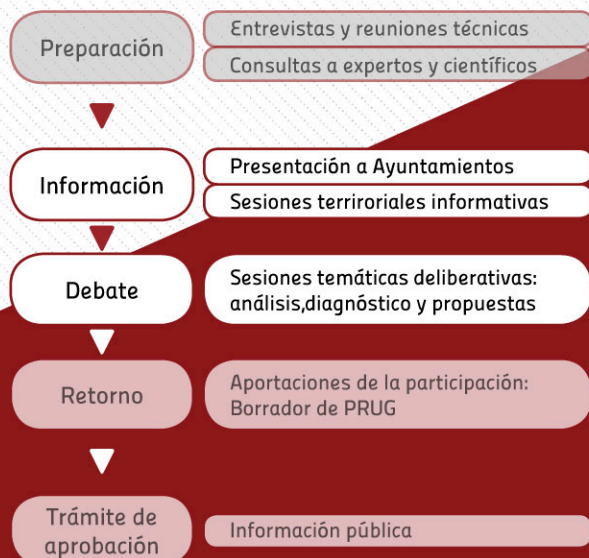 Preparación
Entrevistas y reuniones técnicas
Consultas a expertos y científicos
Información
Presentación a Ayuntamientos
Sesiones terriroriales informativas
Debate
Sesiones temáticas deliberativas:
análisis,diagnóstico y propuestas
Retorno
Aportaciones de la participación:
Borrador de PRUG
Trámite de
aprobación
Información pública